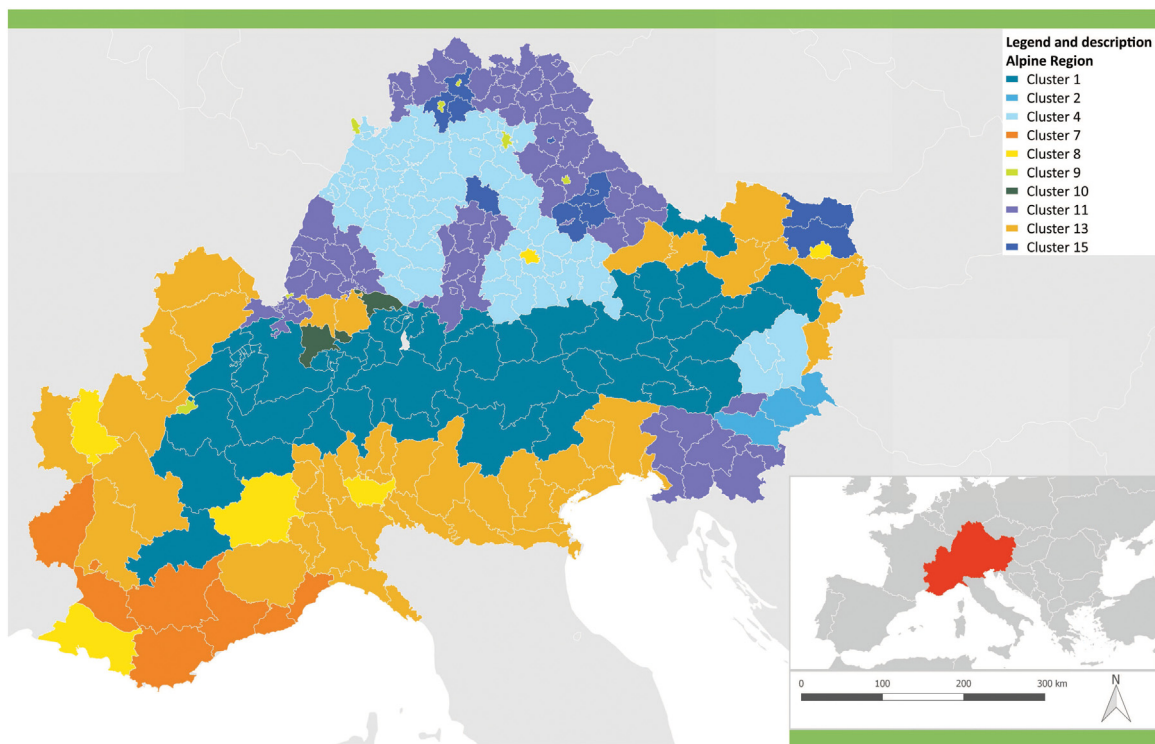 Legend and description
Alpine Region
Cluster 1
Cluster 2
Cluster 4
Cluster 7
Cluster 8
Cluster 9
Cluster 10
Cluster 11
Cluster 13
Cluster 15
0 100 200 300 km
N